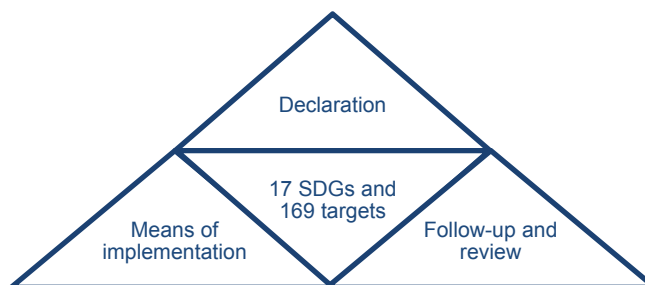 Declaration
17 SDGs and
169 targets
Means of
implementation
Follow-up and
review